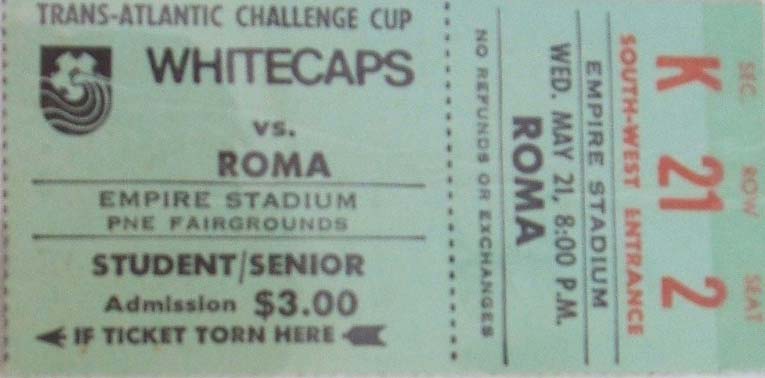 TRANS-ATLANTIC CHALLENGE CUP
WHITECAPS
VS.
ROMA
EMPIRE STADIUM
PNE FAIRGROUNDS
STUDENT/SENIOR
Admission $3.00
IF TICKET TORN HERE
NO REFUNDS OR EXCHANGES
ROMA
WED. MAY 21, 8:00 P.M.
EMPIRE STADIUM
SOUTH-WEST ENTRANCE
K 21 2
SEC. ROW SEAT